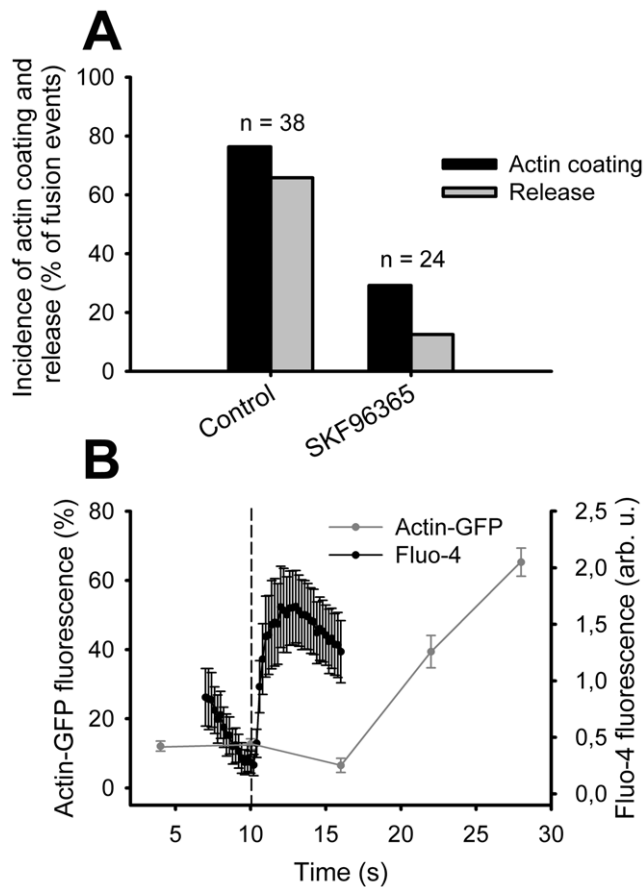 A
Incidence of actin coating and
release (% of fusion events)
100
80
60
40
20
0
n = 38
n = 24
Actin coating
Release
Control
SKF96365
B
Actin-GFP fluorescence (%)
80
60
40
20
0
Actin-GFP
Fluo-4
2,5
2,0
1,5
1,0
0,5
0,0
Fluo-4 fluorescence (arb. u.)
5 10 15 20 25 30
Time (s)